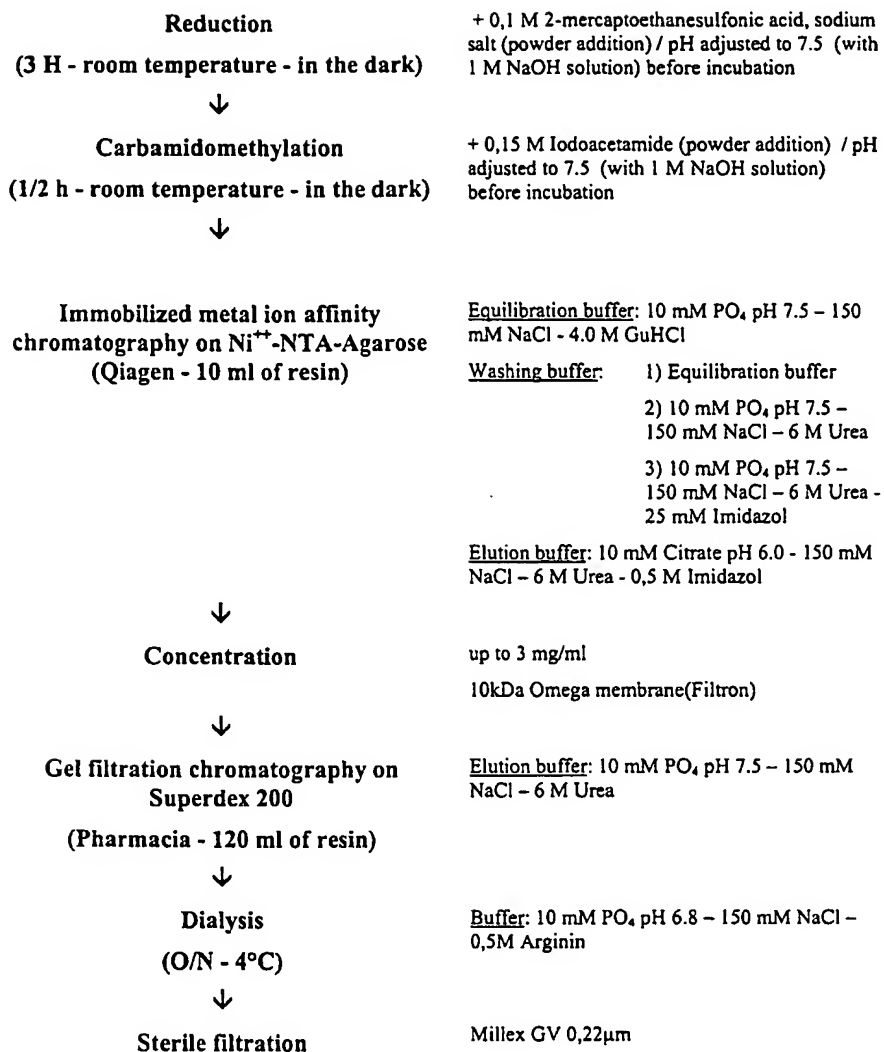 Reduction
(3 H - room temperature - in the dark)
+ 0,1 M 2-mercaptoethanesulfonic acid, sodium
salt (powder addition) / pH adjusted to 7.5 (with
1 M NaOH solution) before incubation
↓
Carbamidomethylation
(1/2 h - room temperature - in the dark)
+ 0,15 M Iodoacetamide (powder addition) / pH
adjusted to 7.5 (with 1 M NaOH solution)
before incubation
↓
Immobilized metal ion affinity
chromatography on Ni⁺⁺-NTA-Agarose
(Qiagen - 10 ml of resin)
Equilibration buffer: 10 mM PO₄ pH 7.5 – 150
mM NaCl - 4.0 M GuHCl
Washing buffer: 1) Equilibration buffer
2) 10 mM PO₄ pH 7.5 –
150 mM NaCl – 6 M Urea
3) 10 mM PO₄ pH 7.5 –
150 mM NaCl – 6 M Urea -
25 mM Imidazol
Elution buffer: 10 mM Citrate pH 6.0 - 150 mM
NaCl – 6 M Urea - 0,5 M Imidazol
↓
Concentration
up to 3 mg/ml
10kDa Omega membrane(Filtron)
↓
Gel filtration chromatography on
Superdex 200
(Pharmacia - 120 ml of resin)
Elution buffer: 10 mM PO₄ pH 7.5 – 150 mM
NaCl – 6 M Urea
↓
Dialysis
(O/N - 4°C)
Buffer: 10 mM PO₄ pH 6.8 – 150 mM NaCl –
0,5M Arginin
↓
Sterile filtration
Millex GV 0,22µm